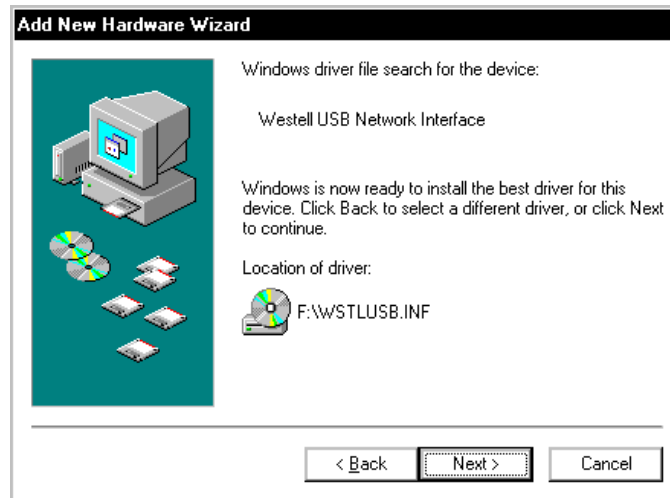 Add New Hardware Wizard
Windows driver file search for the device:
Westell USB Network Interface
Windows is now ready to install the best driver for this
device. Click Back to select a different driver, or click Next
to continue.
Location of driver:
F:\WSTLUSB.INF
< Back
Next >
Cancel